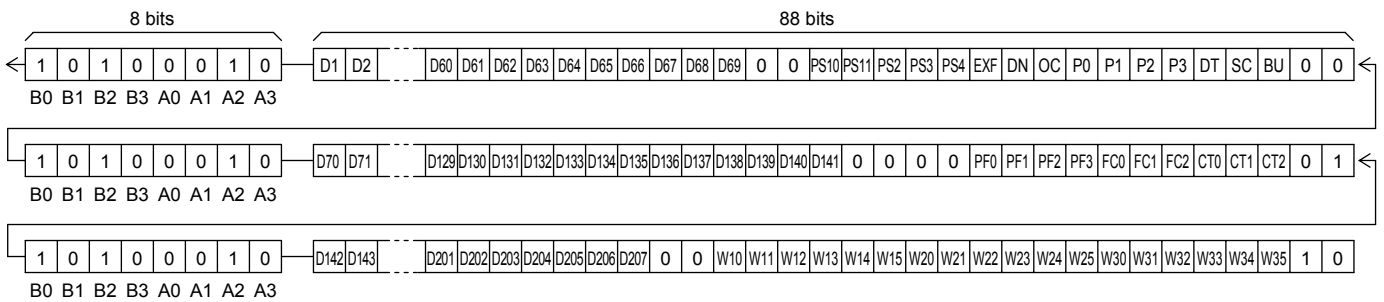 8 bits 88 bits
1 0 1 0 0 0 1 0 D1 D2 D60 D61 D62 D63 D64 D65 D66 D67 D68 D69 0 0 PS10 PS11 PS2 PS3 PS4 EXF DN OC P0 P1 P2 P3 DT SC BU 0 0
B0 B1 B2 B3 A0 A1 A2 A3
1 0 1 0 0 0 1 0 D70 D71 D129 D130 D131 D132 D133 D134 D135 D136 D137 D138 D139 D140 D141 0 0 0 0 PF0 PF1 PF2 PF3 FC0 FC1 FC2 CT0 CT1 CT2 0 1
B0 B1 B2 B3 A0 A1 A2 A3
1 0 1 0 0 0 1 0 D142 D143 D201 D202 D203 D204 D205 D206 D207 0 0 W10 W11 W12 W13 W14 W15 W20 W21 W22 W23 W24 W25 W30 W31 W32 W33 W34 W35 1 0
B0 B1 B2 B3 A0 A1 A2 A3